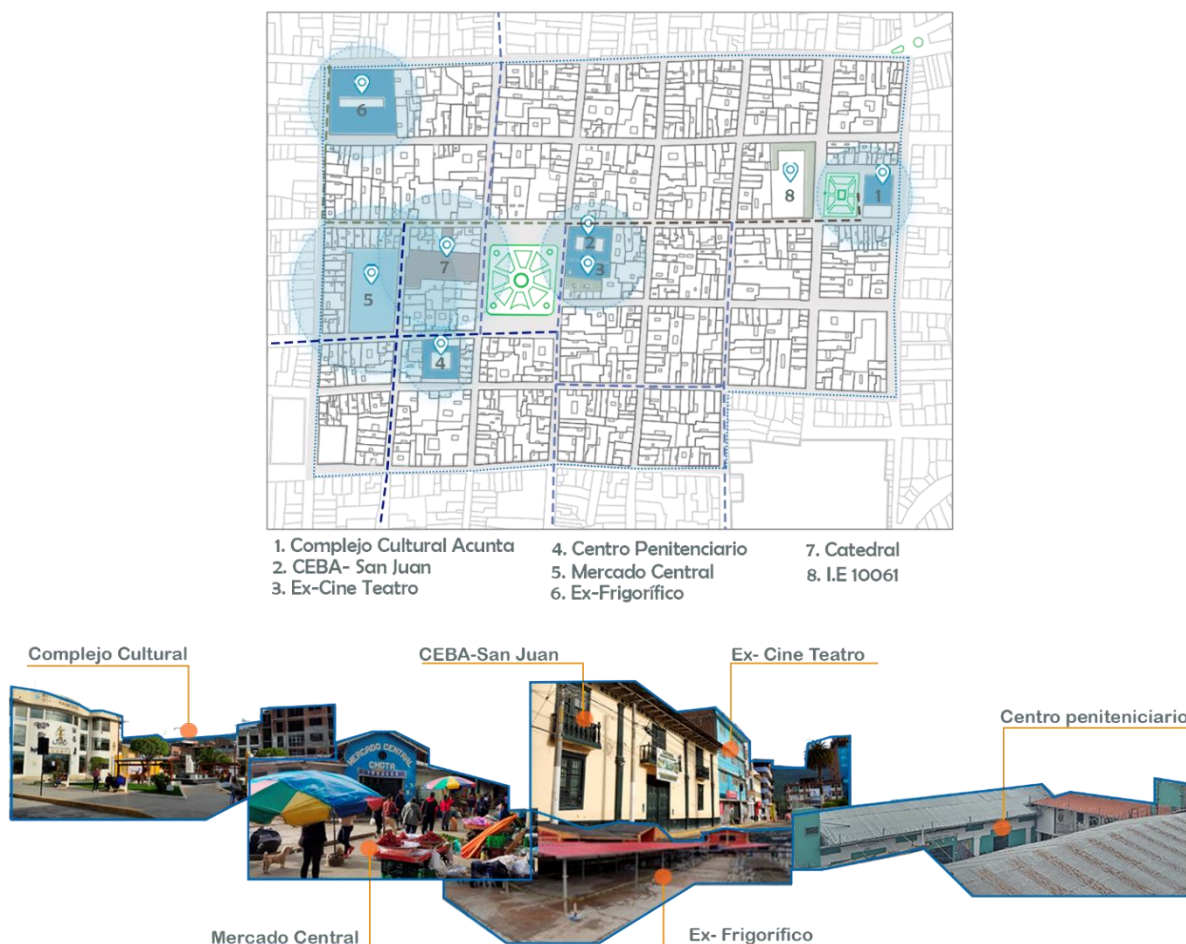 6
8
1
2
7
3
5
4
1. Complejo Cultural Acunta
2. CEBA- San Juan
3. Ex-Cine Teatro
4. Centro Penitenciario
5. Mercado Central
6. Ex-Frigorífico
7. Catedral
8. I.E 10061
Complejo Cultural
CEBA-San Juan
Ex- Cine Teatro
Centro peniteniciario
MERCADO CENTRAL
CHOTA
Mercado Central
Ex- Frigorífico